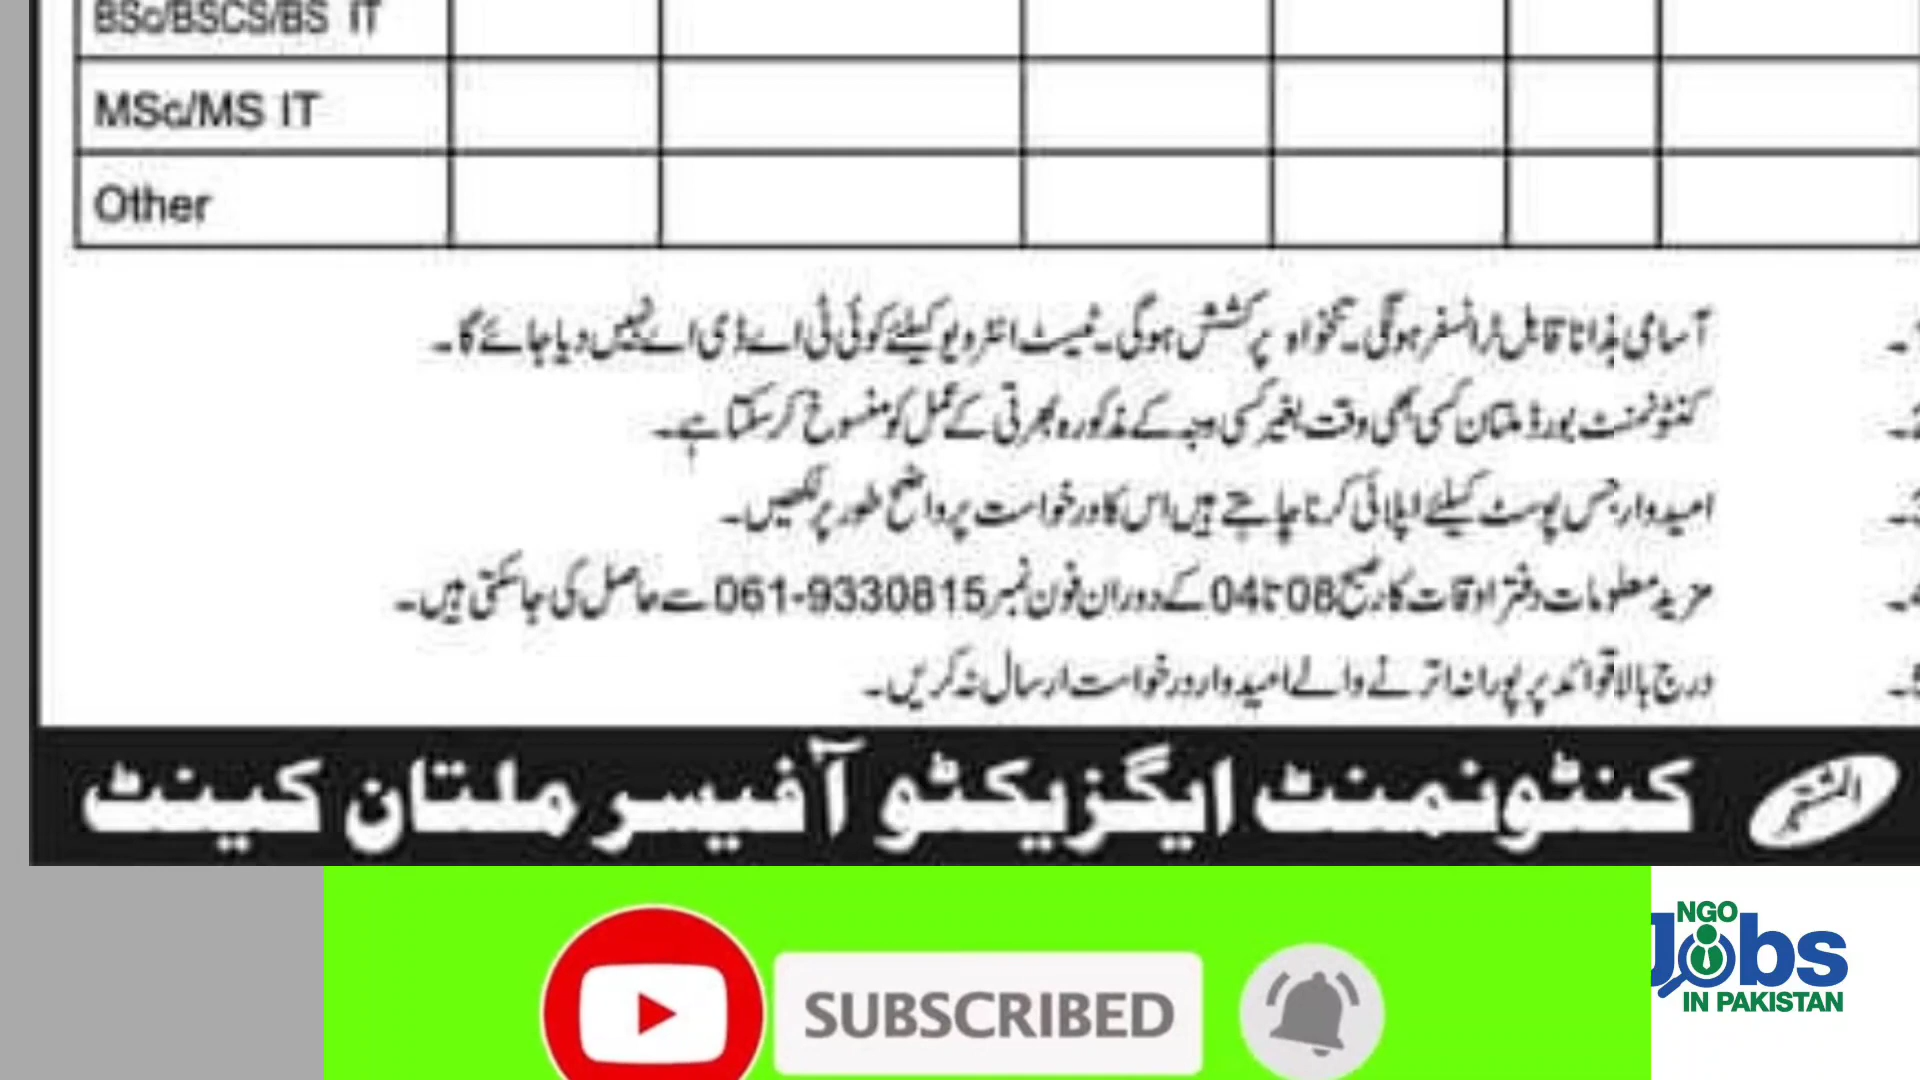 BSc/BSCS/BS IT
MSc/MS IT
Other
آسامی ہذا نا قابل ٹرانسفر ہوگی۔ تنخواہ پر کشش ہوگی۔ ٹیسٹ انٹرویو کیلئے کوئی ٹی اے ڈی اے نہیں دیا جائے گا۔
کنٹونمنٹ بورڈ ملتان کسی بھی وقت بغیر کسی وجہ کے مذکورہ بھرتی کے عمل کو منسوخ کر سکتا ہے۔
امیدوار جس پوسٹ کیلئے اپلائی کرنا چاہتے ہیں اس کا درخواست پر واضح طور پر لکھیں۔
مزید معلومات دفتر اوقات کار صبح 08 تا 04 کے دوران فون نمبر 061-9330815 سے حاصل کی جاسکتی ہیں۔
درج بالا قوائد پر پورا نہ اترنے والے امیدوار درخواست ارسال نہ کریں۔
المشتہر کنٹونمنٹ ایگزیکٹو آفیسر ملتان کینٹ
SUBSCRIBED
NGO
Jobs
IN PAKISTAN